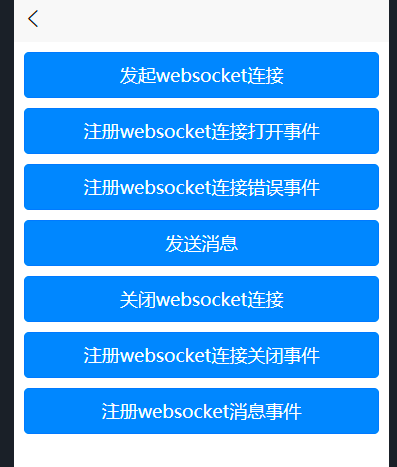 发起websocket连接
注册websocket连接打开事件
注册websocket连接错误事件
发送消息
关闭websocket连接
注册websocket连接关闭事件
注册websocket消息事件